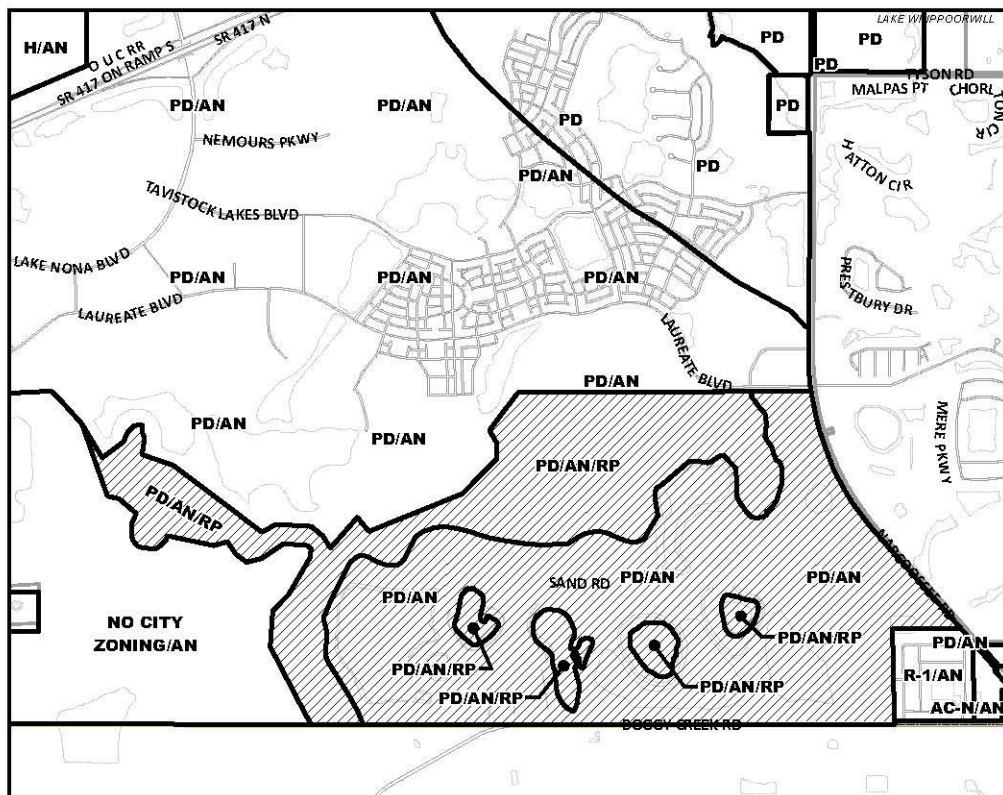 LAKE WHIPPOORWILL
H/AN
O U C RR
SR 417 ON RAMP S
SR 417 N
PD
PD
PD
TYSON RD
MALPAS PT
CHORL
TON CIR
PD/AN
PD/AN
PD
PD
NEMOURS PKWY
HATTON CIR
PD
PD/AN
TAVISTOCK LAKES BLVD
LAKE NONA BLVD
PD/AN
PD/AN
PD/AN
PRESTBURY DR
LAUREATE BLVD
LAUREATE BLVD
PD/AN
MERE PKWY
PD/AN
PD/AN
PD/AN/RP
PD/AN/RP
NARCOOSSEE RD
SAND RD
PD/AN
PD/AN
PD/AN
NO CITY
ZONING/AN
PD/AN/RP
PD/AN/RP
PD/AN/RP
PD/AN/RP
PD/AN
R-1/AN
AC-N/AN
BOGGY CREEK RD